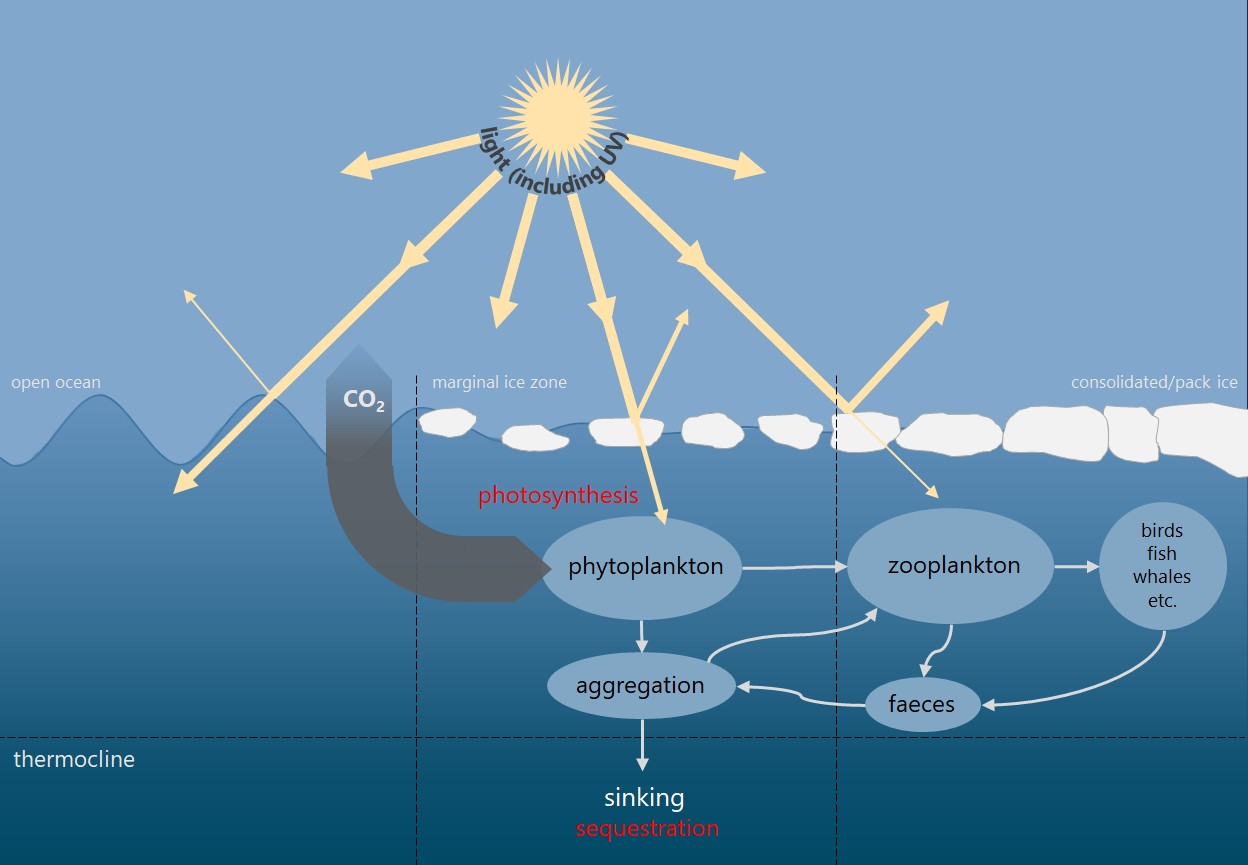 light (including UV)
open ocean
CO₂
marginal ice zone
consolidated/pack ice
photosynthesis
phytoplankton
zooplankton
birds
fish
whales
etc.
aggregation
faeces
thermocline
sinking
sequestration